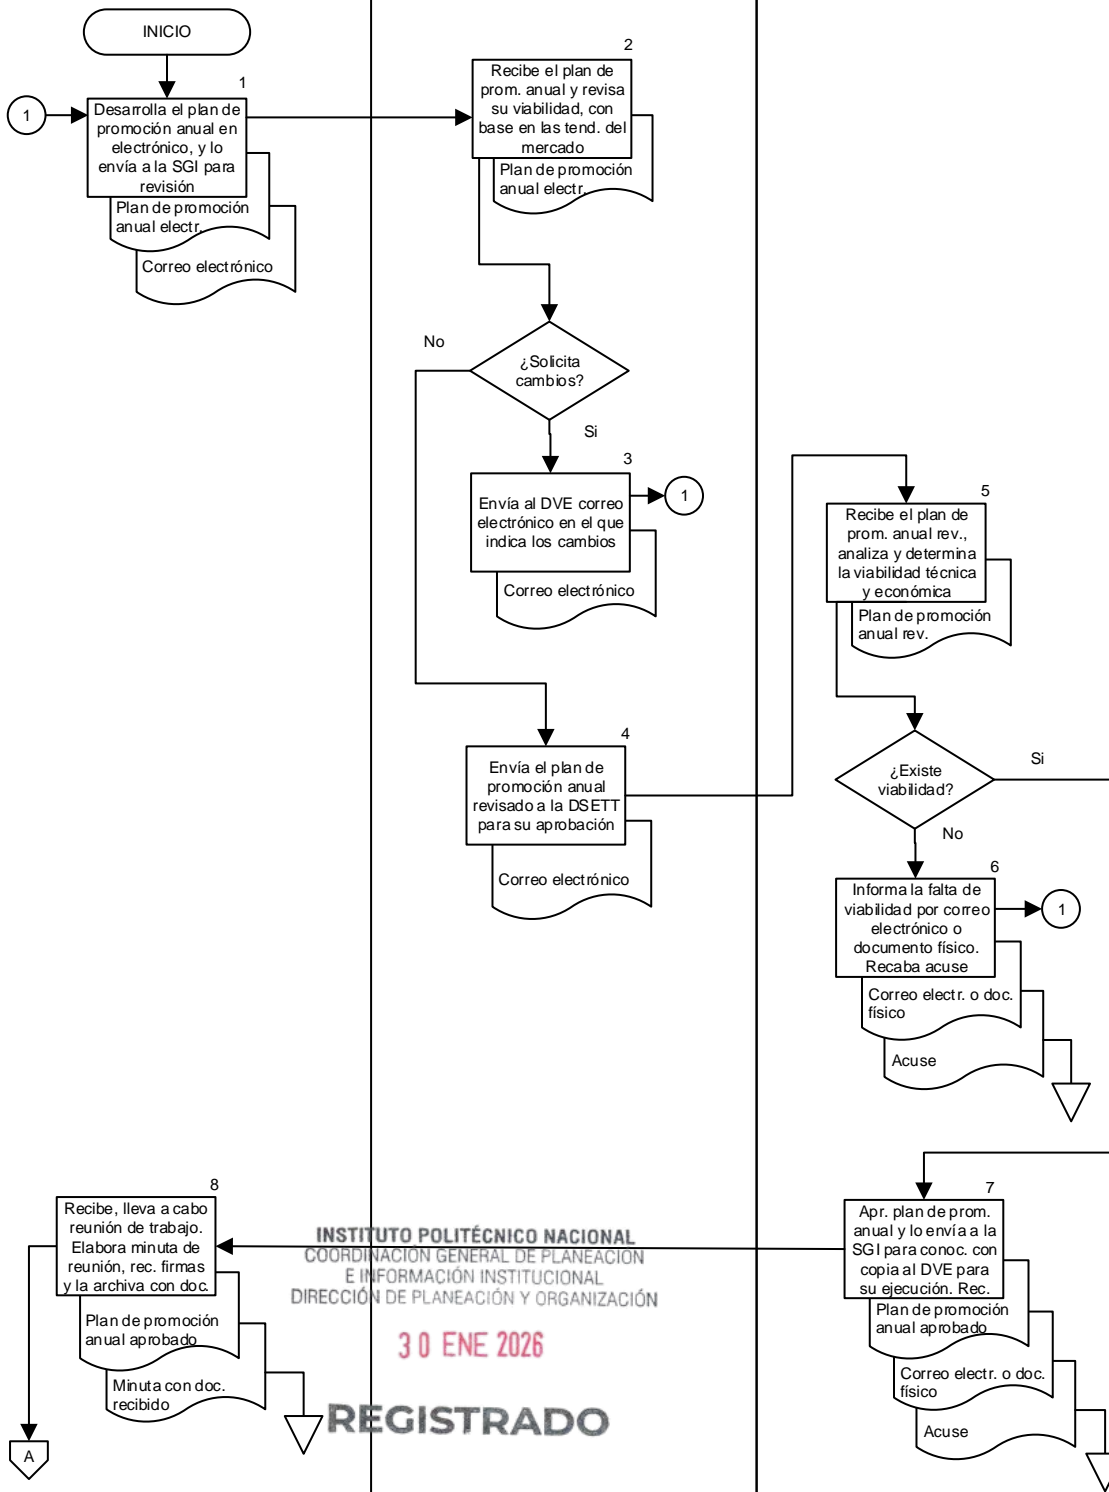 INICIO
1
1
Desarrolla el plan de
promoción anual en
electrónico, y lo
envía a la SGI para
revisión
Plan de promoción
anual electr.
Correo electrónico
2
Recibe el plan de
prom. anual y revisa
su viabilidad, con
base en las tend. del
mercado
Plan de promoción
anual electr.
¿Solicita
cambios?
No
Si
3
Envía al DVE correo
electrónico en el que
indica los cambios
1
Correo electrónico
4
Envía el plan de
promoción anual
revisado a la DSETT
para su aprobación
Correo electrónico
5
Recibe el plan de
prom. anual rev.,
analiza y determina
la viabilidad técnica
y económica
Plan de promoción
anual rev.
¿Existe
viabilidad?
Si
No
6
Informa la falta de
viabilidad por correo
electrónico o
documento físico.
Recaba acuse
1
Correo electr. o doc.
físico
Acuse
7
Apr. plan de prom.
anual y lo envía a la
SGI para conoc. con
copia al DVE para
su ejecución. Rec.
Plan de promoción
anual aprobado
Correo electr. o doc.
físico
Acuse
8
Recibe, lleva a cabo
reunión de trabajo.
Elabora minuta de
reunión, rec. firmas
y la archiva con doc.
Plan de promoción
anual aprobado
Minuta con doc.
recibido
A
INSTITUTO POLITÉCNICO NACIONAL
COORDINACIÓN GENERAL DE PLANEACIÓN
E INFORMACIÓN INSTITUCIONAL
DIRECCIÓN DE PLANEACIÓN Y ORGANIZACIÓN
30 ENE 2026
REGISTRADO